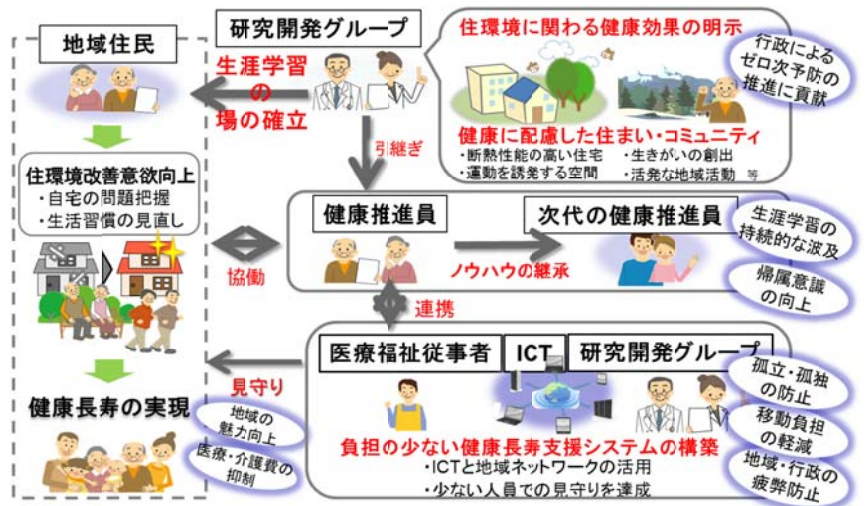 地域住民
研究開発グループ
生涯学習
の
場の確立
住環境に関わる健康効果の明示
行政による
ゼロ次予防の
推進に貢献
健康に配慮した住まい・コミュニティ
・断熱性能の高い住宅
・生きがいの創出
・運動を誘発する空間
・活発な地域活動 等
引継ぎ
住環境改善意欲向上
・自宅の問題把握
・生活習慣の見直し
協働
健康推進員
ノウハウの継承
次代の健康推進員
生涯学習の
持続的な波及
帰属意識
の向上
連携
医療福祉従事者
ICT
研究開発グループ
見守り
負担の少ない健康長寿支援システムの構築
・ICTと地域ネットワークの活用
・少ない人員での見守りを達成
孤立・孤独
の防止
移動負担
の軽減
地域・行政の
疲弊防止
健康長寿の実現
地域の
魅力向上
医療・介護費の
抑制